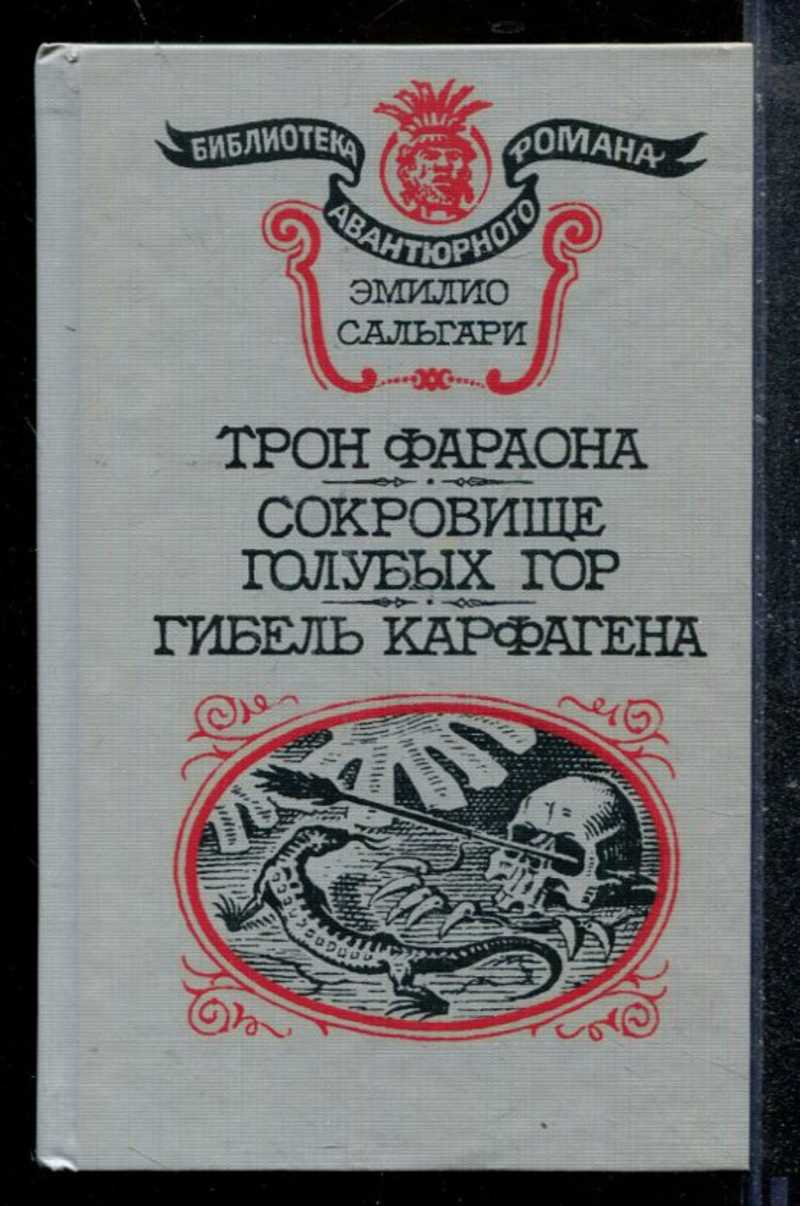 БИБЛИОТЕКА
АВАНТЮРНОГО
РОМАНА
ЭМИЛИО
САЛЬГАРИ
ТРОН ФАРАОНА
СОКРОВИЩЕ
ГОЛУБЫХ ГОР
ГИБЕЛЬ КАРФАГЕНА